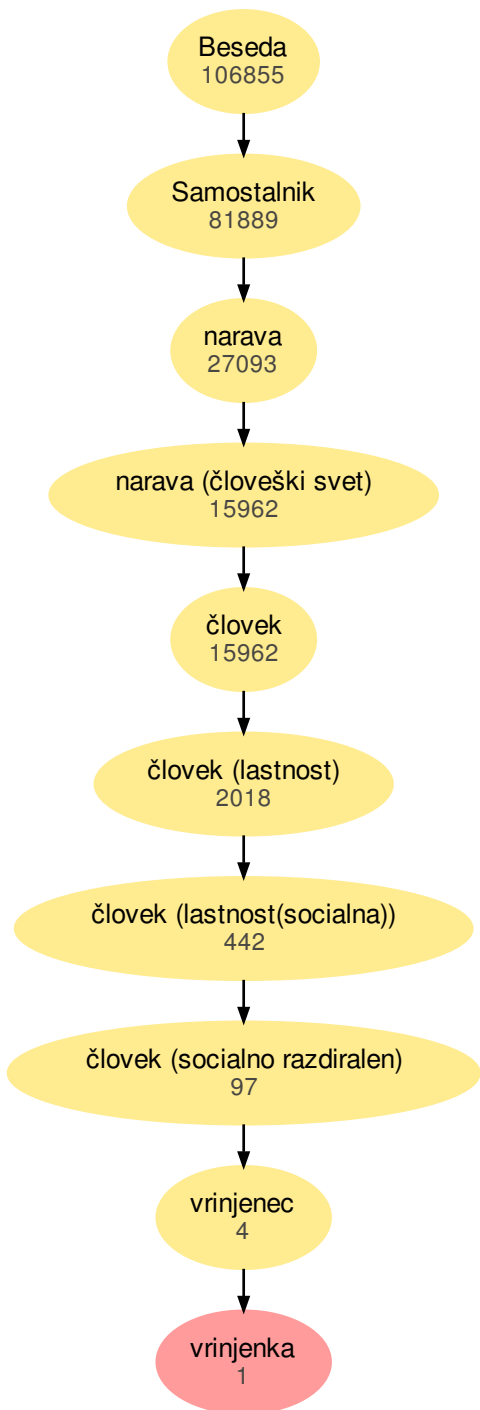 Beseda
106855
Samostalnik
81889
narava
27093
narava (človeški svet)
15962
človek
15962
človek (lastnost)
2018
človek (lastnost(socialna))
442
človek (socialno razdiralen)
97
vrinjenec
4
vrinjenka
1